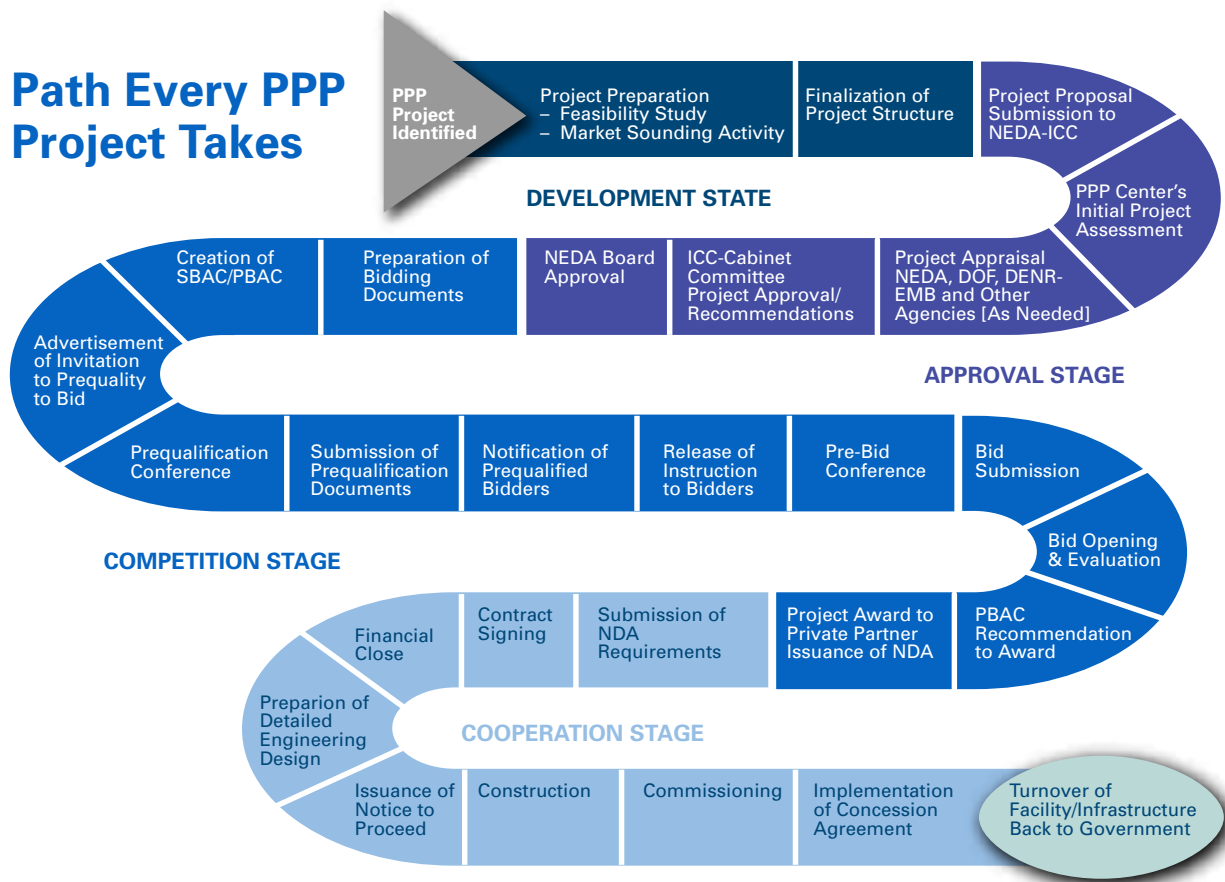 Path Every PPP
Project Takes
PPP
Project
Identified
Project Preparation
– Feasibility Study
– Market Sounding Activity
Finalization of
Project Structure
Project Proposal
Submission to
NEDA-ICC
PPP Center's
Initial Project
Assessment
DEVELOPMENT STATE
Project Appraisal
NEDA, DOF, DENR-
EMB and Other
Agencies [As Needed]
ICC-Cabinet
Committee
Project Approval/
Recommendations
NEDA Board
Approval
APPROVAL STAGE
Preparation of
Bidding
Documents
Creation of
SBAC/PBAC
Advertisement
of Invitation
to Prequality
to Bid
Prequalification
Conference
Submission of
Prequalification
Documents
Notification of
Prequalified
Bidders
Release of
Instruction
to Bidders
Pre-Bid
Conference
Bid
Submission
Bid Opening
& Evaluation
COMPETITION STAGE
PBAC
Recommendation
to Award
Project Award to
Private Partner
Issuance of NDA
Submission of
NDA
Requirements
Contract
Signing
Financial
Close
Preparion of
Detailed
Engineering
Design
COOPERATION STAGE
Issuance of
Notice to
Proceed
Construction
Commissioning
Implementation
of Concession
Agreement
Turnover of
Facility/Infrastructure
Back to Government